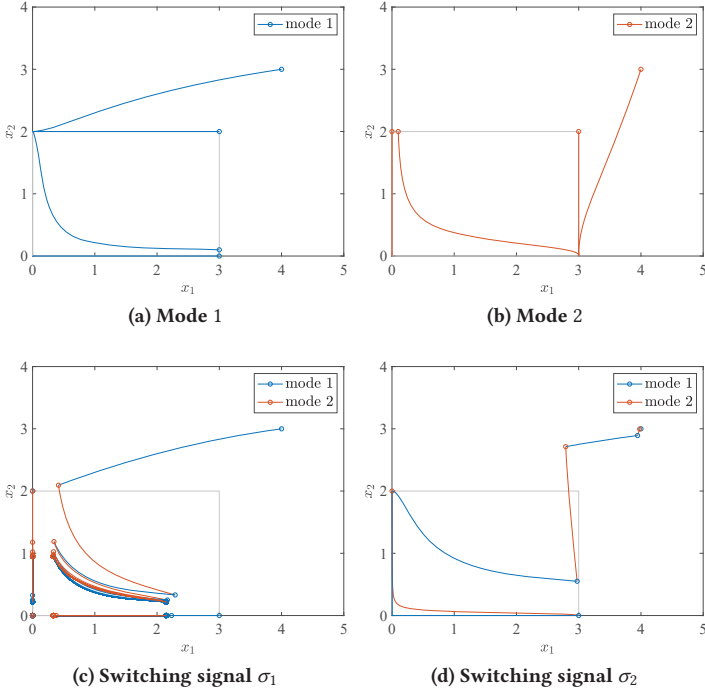 4
3
2
1
0
0 1 2 3 4 5
x₂
x₁
mode 1
(a) Mode 1
4
3
2
1
0
0 1 2 3 4 5
x₂
x₁
mode 2
(b) Mode 2
4
3
2
1
0
0 1 2 3 4 5
x₂
x₁
mode 1
mode 2
(c) Switching signal σ₁
4
3
2
1
0
0 1 2 3 4 5
x₂
x₁
mode 1
mode 2
(d) Switching signal σ₂